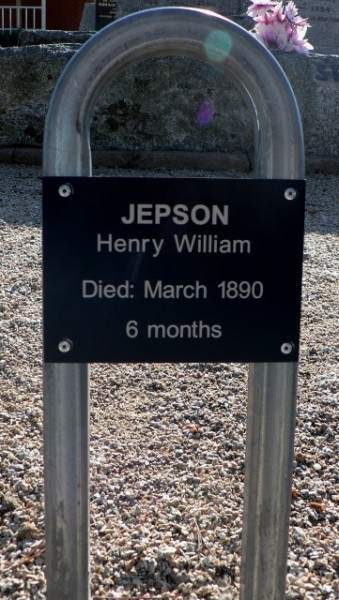 JEPSON
Henry William
Died: March 1890
6 months